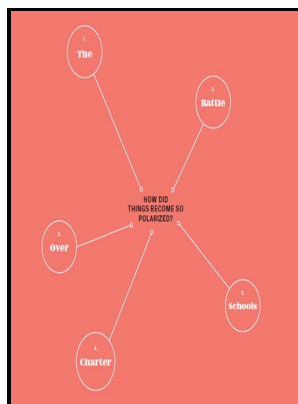 1.
The
2.
Battle
HOW DID
THINGS BECOME SO
POLARIZED?
3.
Over
5.
Schools
4.
Charter